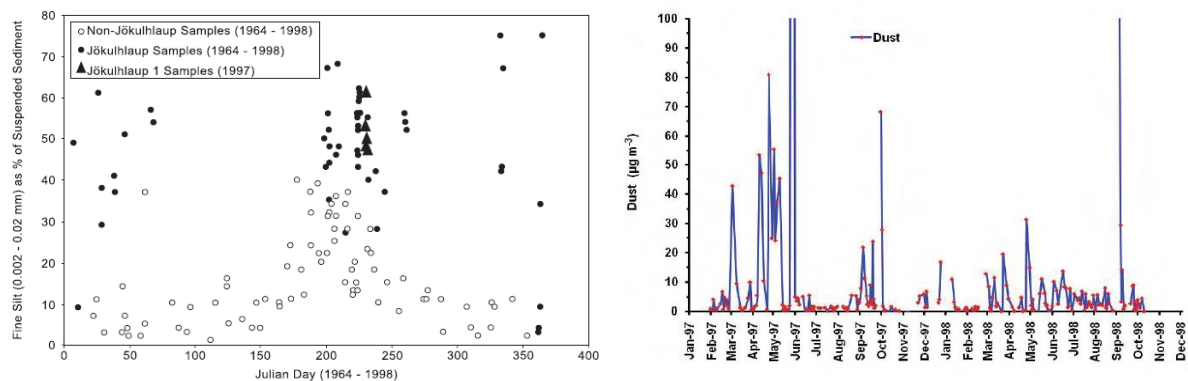 Non-Jökulhlaup Samples (1964 - 1998)
Jökulhlaup Samples (1964 - 1998)
Jökulhlaup 1 Samples (1997)
Fine Silt (0.002 - 0.02 mm) as % of Suspended Sediment
80
70
60
50
40
30
20
10
0
0 50 100 150 200 250 300 350 400
Julian Day (1964 - 1998)
Dust
Dust (µg m-3)
100
90
80
70
60
50
40
30
20
10
0
Jan-97 Feb-97 Mar-97 Apr-97 May-97 Jun-97 Jul-97 Aug-97 Sep-97 Oct-97 Nov-97 Dec-97 Jan-98 Feb-98 Mar-98 Apr-98 May-98 Jun-98 Jul-98 Aug-98 Sep-98 Oct-98 Nov-98 Dec-98